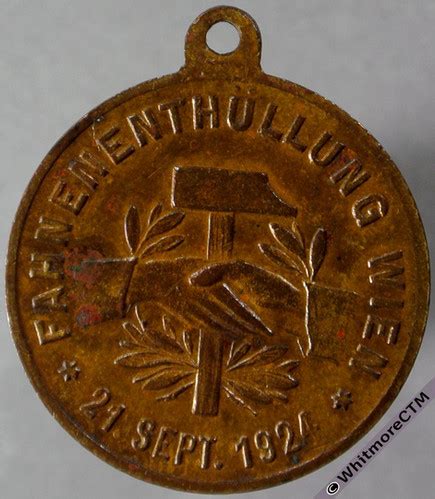 FAHNENENTHÜLLUNG WIEN
* 21 SEPT. 1924 *
© WhitmoreCTM